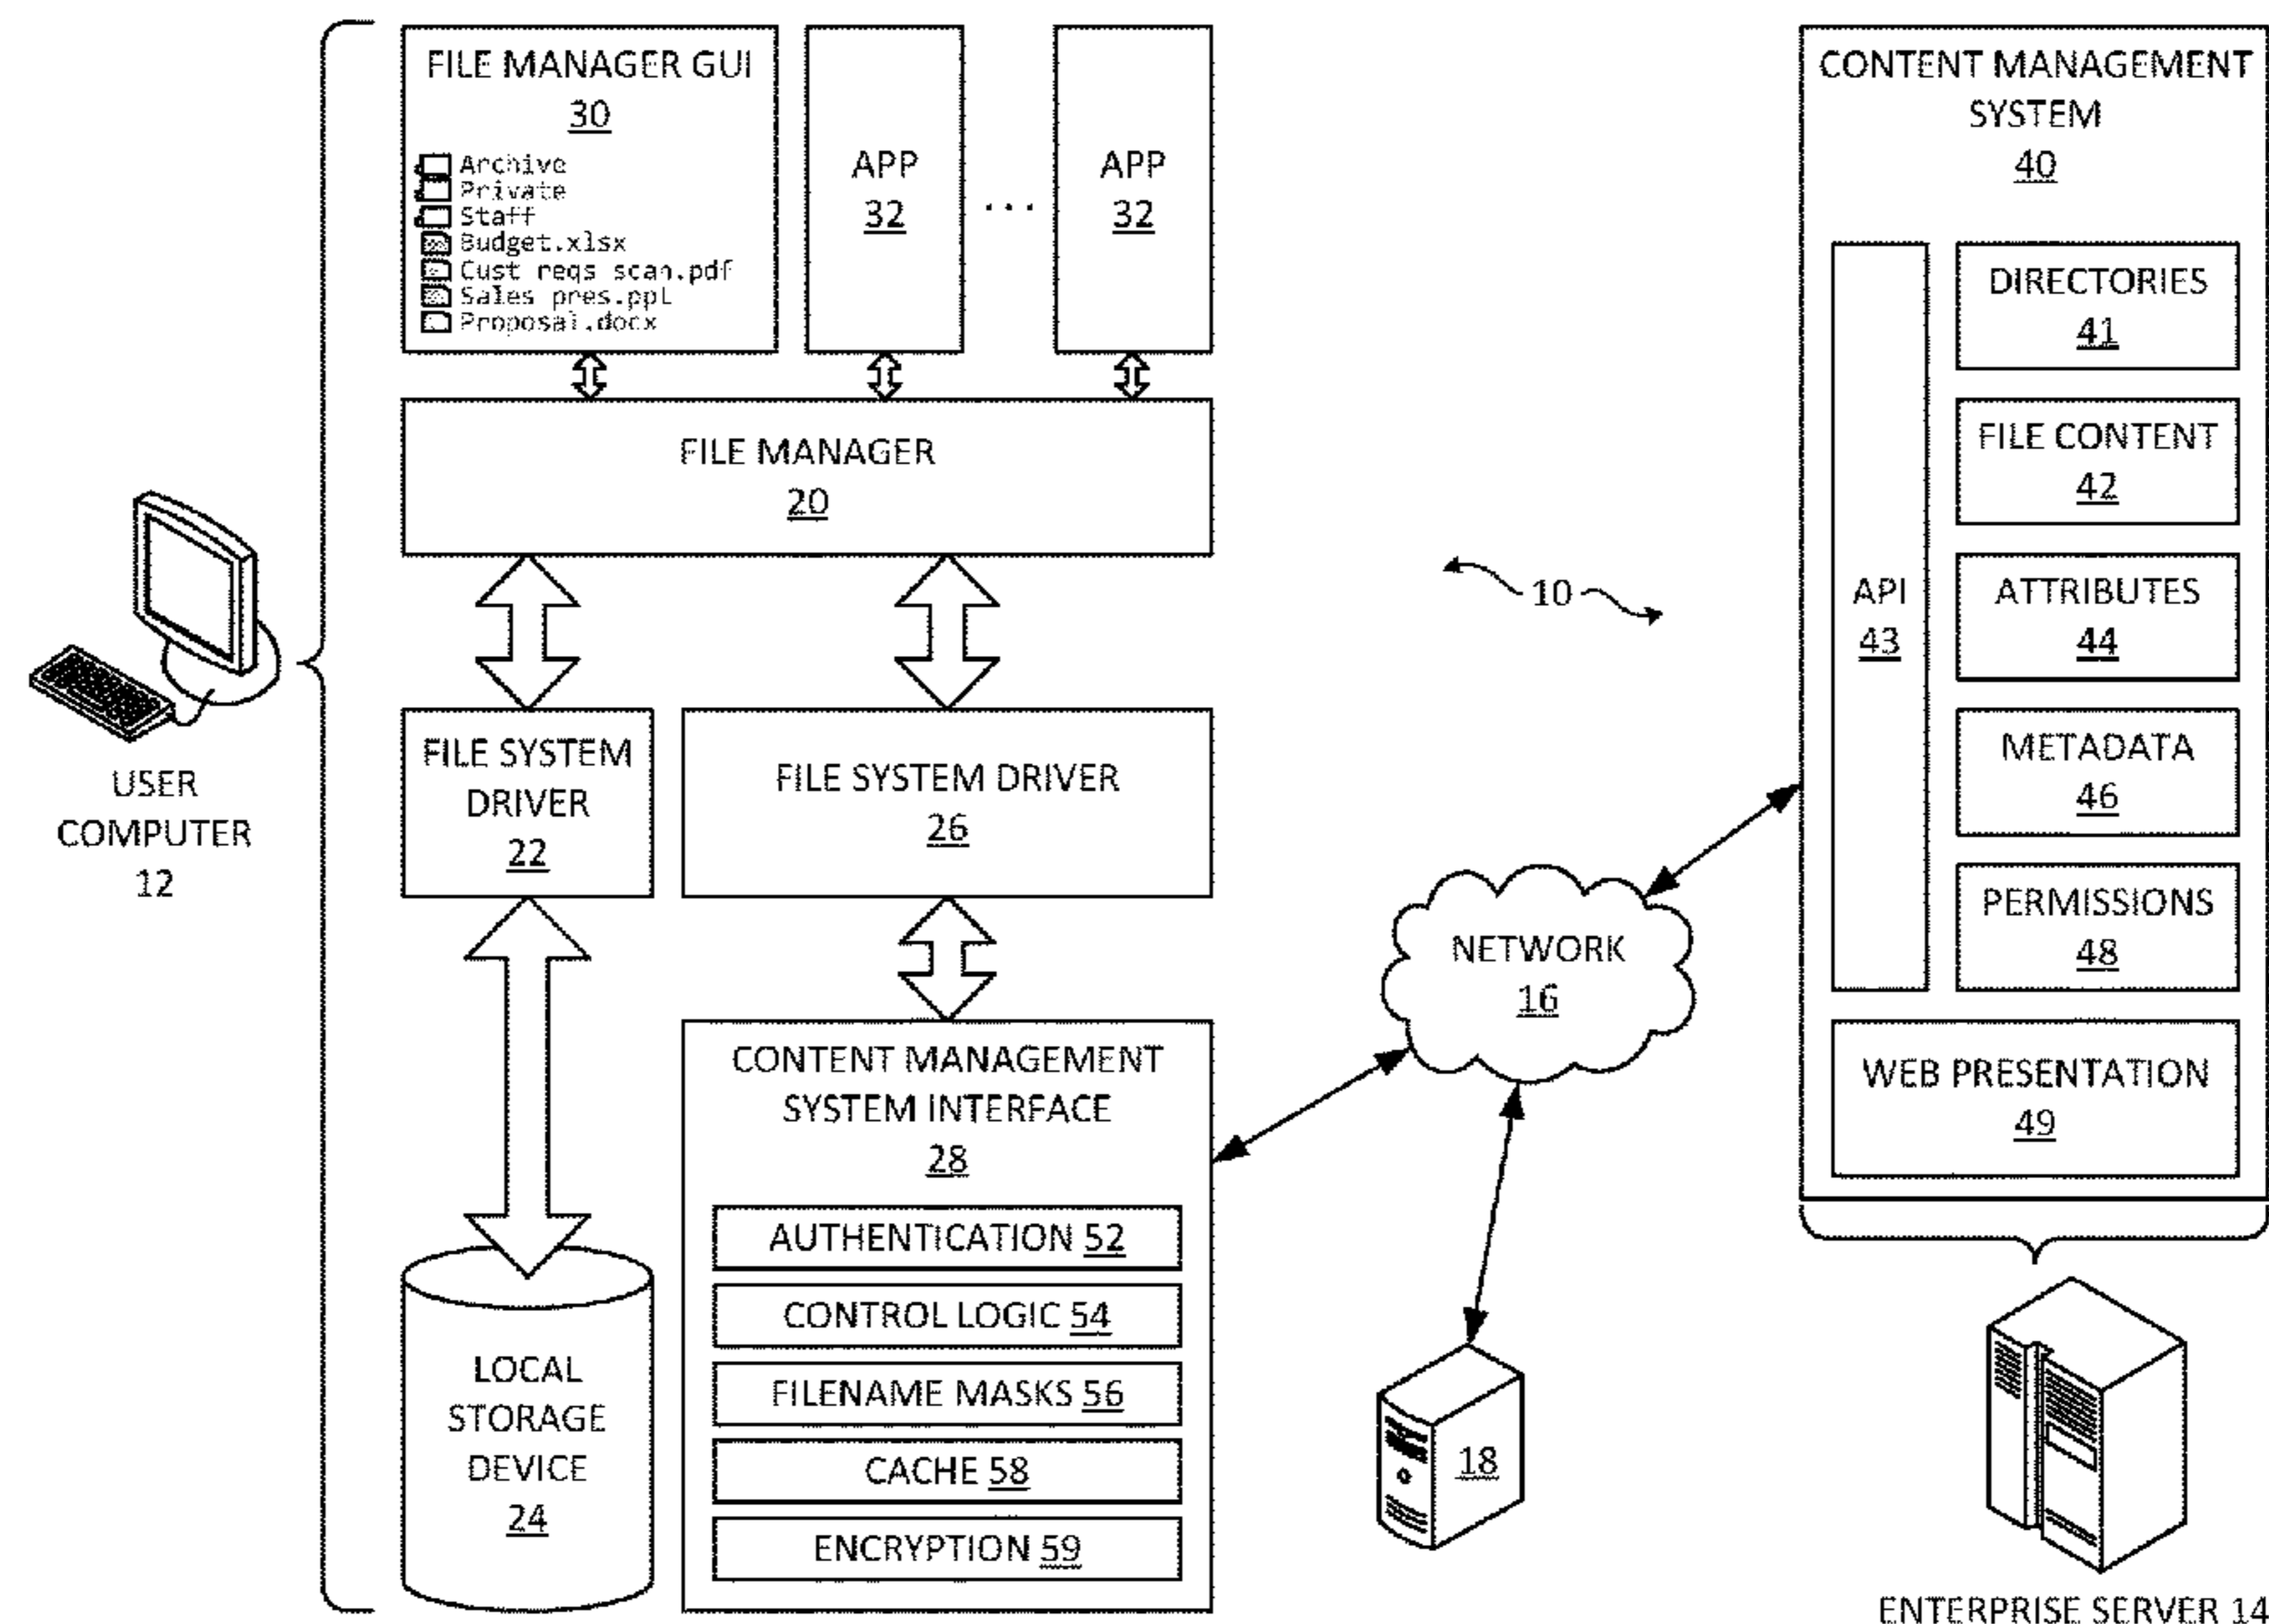 FILE MANAGER GUI
30
Archive
Private
Staff
Budget.xlsx
Cust reqs scan.pdf
Sales pres.ppt
Proposal.docx
APP
32
...
APP
32
FILE MANAGER
20
USER
COMPUTER
12
FILE SYSTEM
DRIVER
22
FILE SYSTEM DRIVER
26
LOCAL
STORAGE
DEVICE
24
CONTENT MANAGEMENT
SYSTEM INTERFACE
28
AUTHENTICATION 52
CONTROL LOGIC 54
FILENAME MASKS 56
CACHE 58
ENCRYPTION 59
10
NETWORK
16
18
CONTENT MANAGEMENT
SYSTEM
40
API
43
DIRECTORIES
41
FILE CONTENT
42
ATTRIBUTES
44
METADATA
46
PERMISSIONS
48
WEB PRESENTATION
49
ENTERPRISE SERVER 14